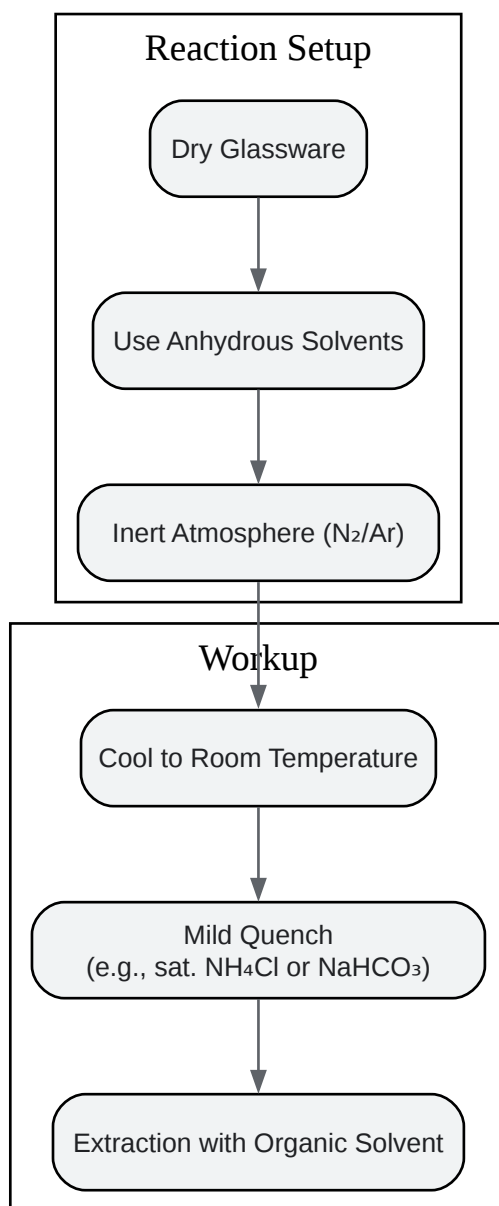 Reaction Setup
Dry Glassware
Use Anhydrous Solvents
Inert Atmosphere (N₂/Ar)
Workup
Cool to Room Temperature
Mild Quench
(e.g., sat. NH₄Cl or NaHCO₃)
Extraction with Organic Solvent